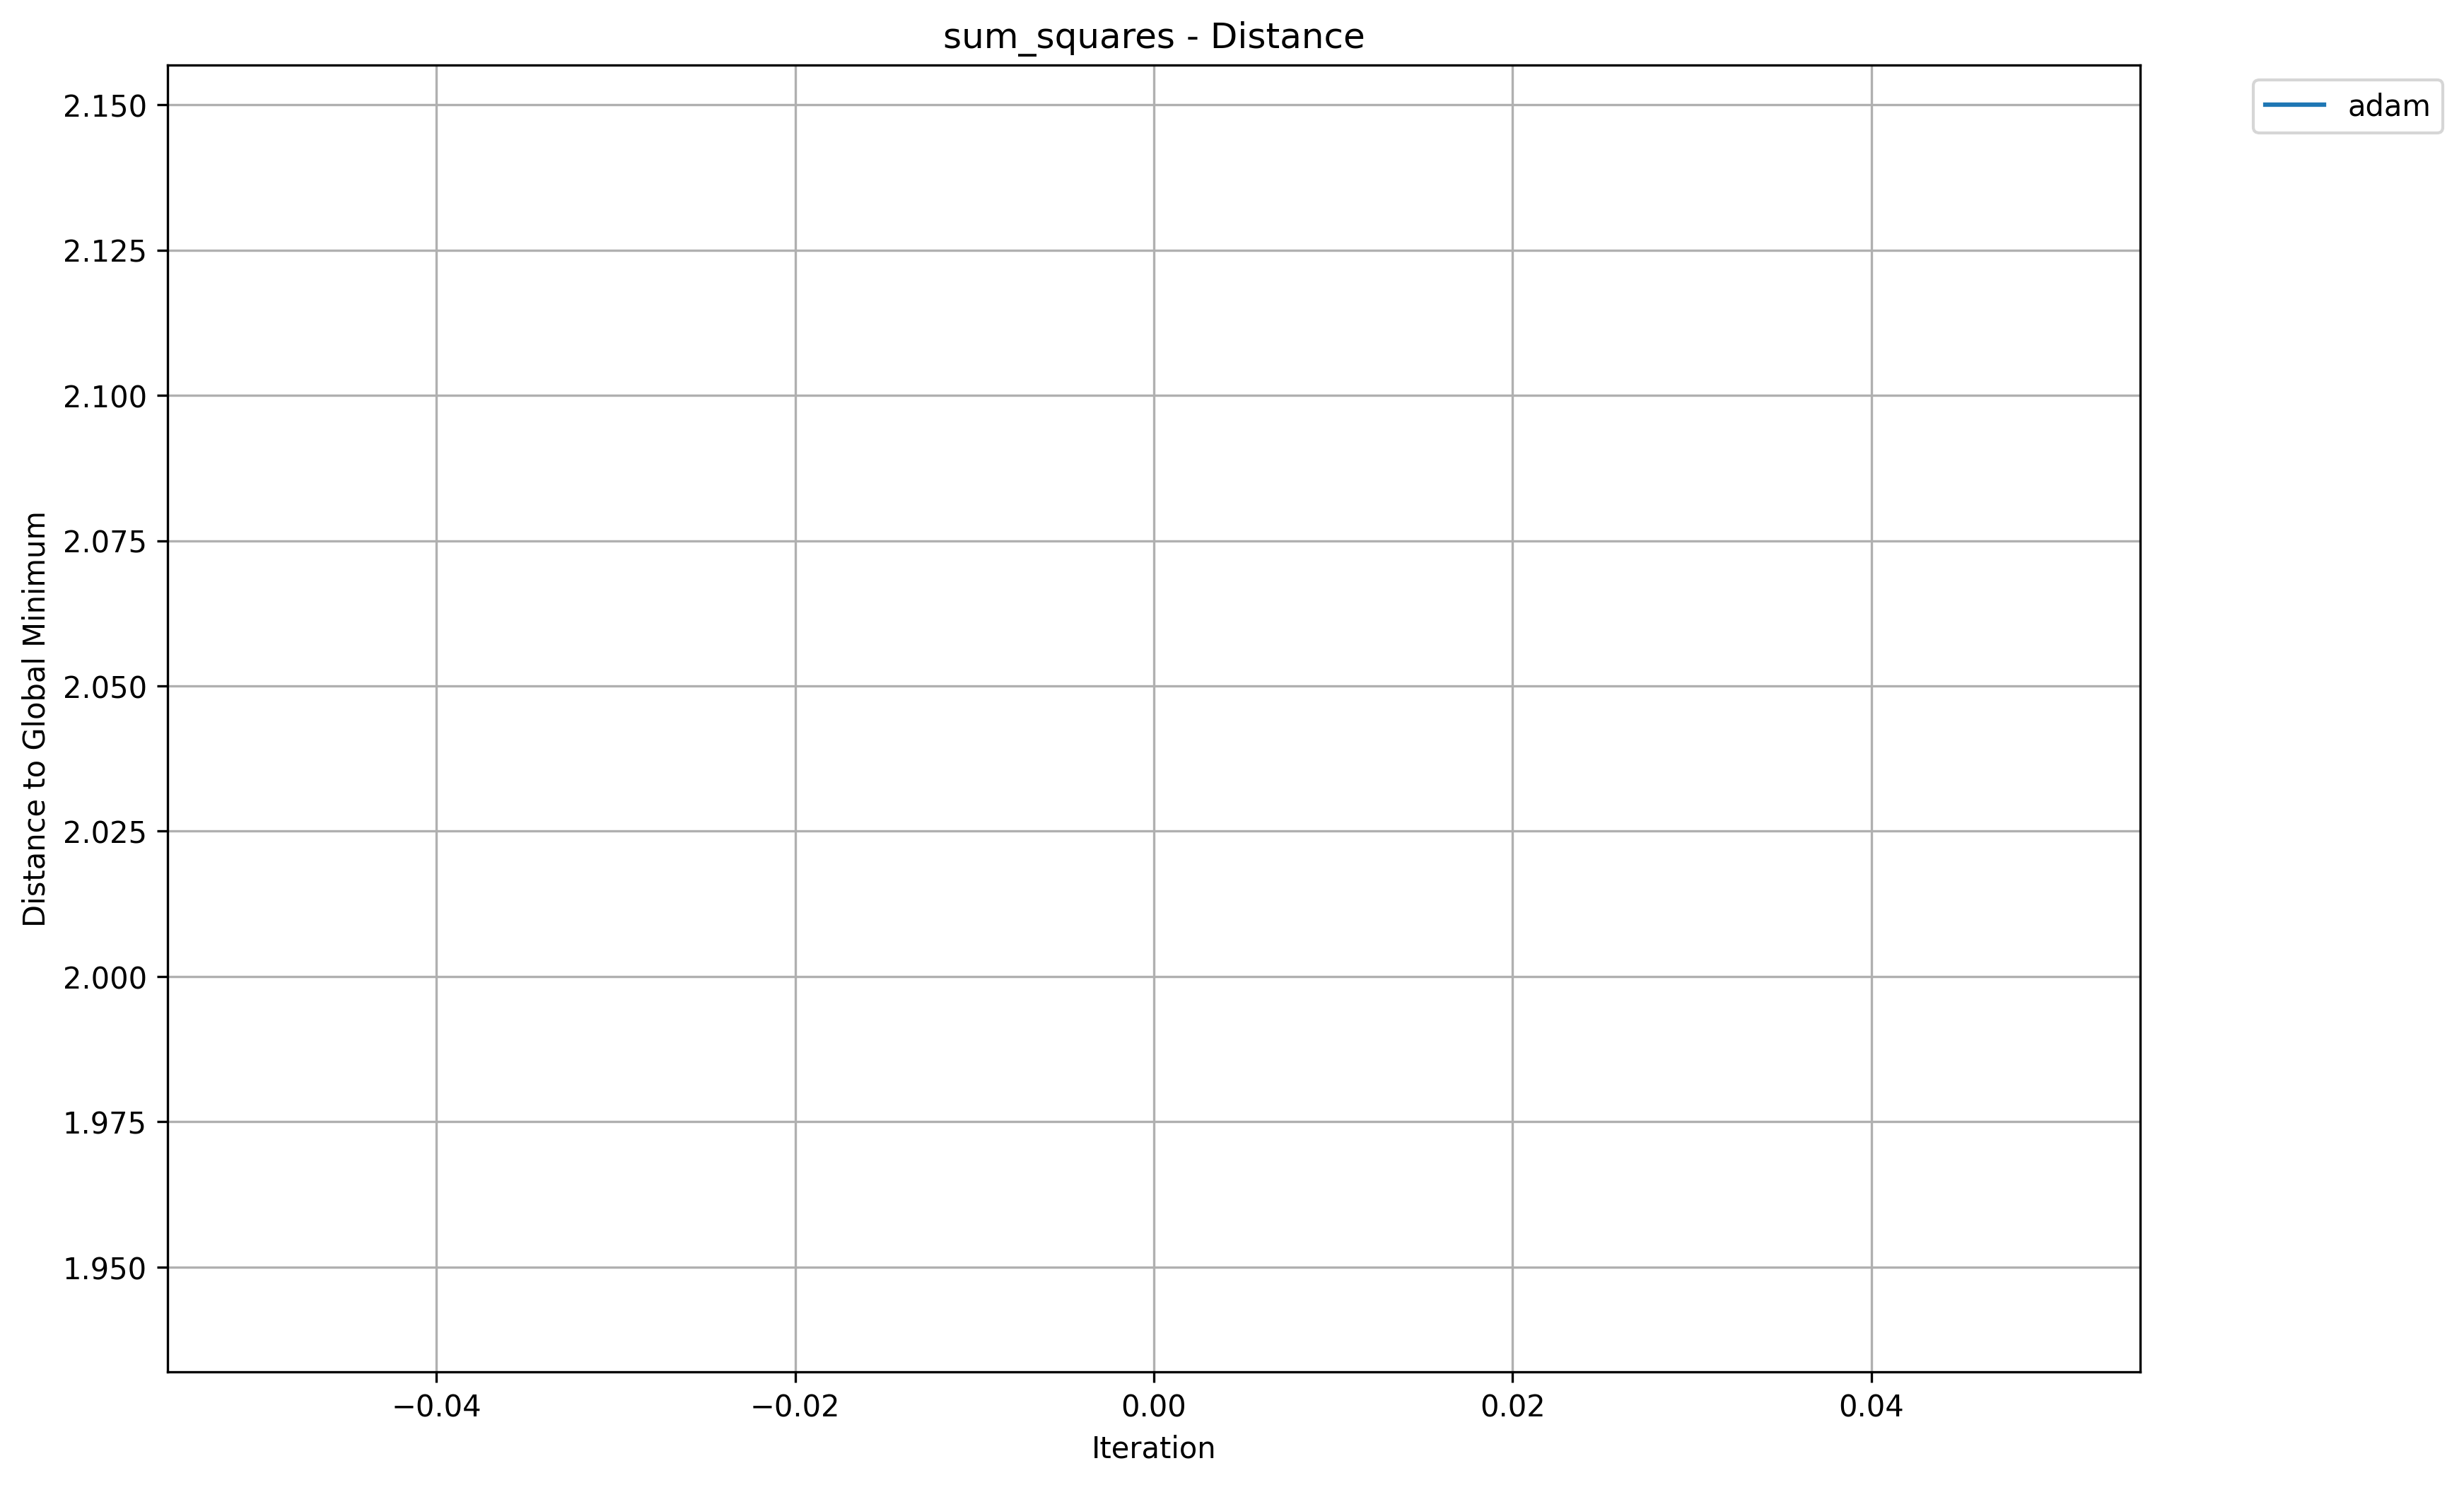 sum_squares - Distance
adam
Distance to Global Minimum
2.150
2.125
2.100
2.075
2.050
2.025
2.000
1.975
1.950
−0.04 −0.02 0.00 0.02 0.04
Iteration